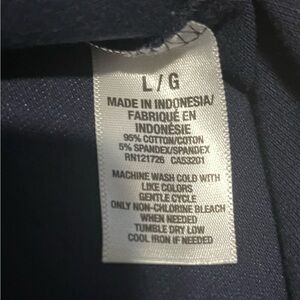 L/G
MADE IN INDONESIA/
FABRIQUÉ EN
INDONÉSIE
95% COTTON/COTON
5% SPANDEX/SPANDEX
RN121726 CA53201
MACHINE WASH COLD WITH
LIKE COLORS
GENTLE CYCLE
ONLY NON-CHLORINE BLEACH
WHEN NEEDED
TUMBLE DRY LOW
COOL IRON IF NEEDED